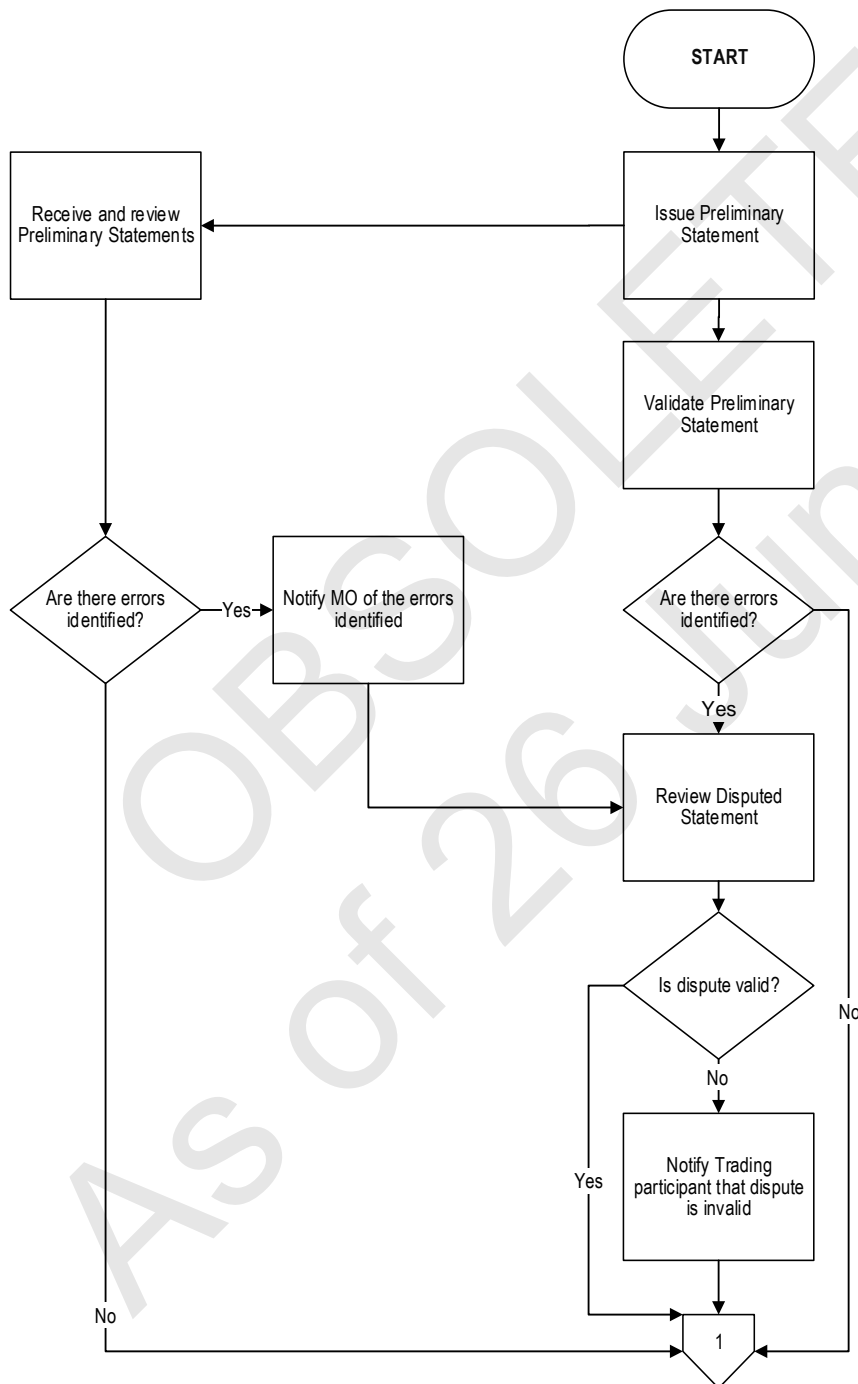 START
Receive and review
Preliminary Statements
Issue Preliminary
Statement
Validate Preliminary
Statement
Are there errors
identified?
Yes
Notify MO of the errors
identified
Are there errors
identified?
No
Yes
Review Disputed
Statement
Is dispute valid?
No
Yes
Notify Trading
participant that dispute
is invalid
No
1
OBSOLETE
As of 26 Jun